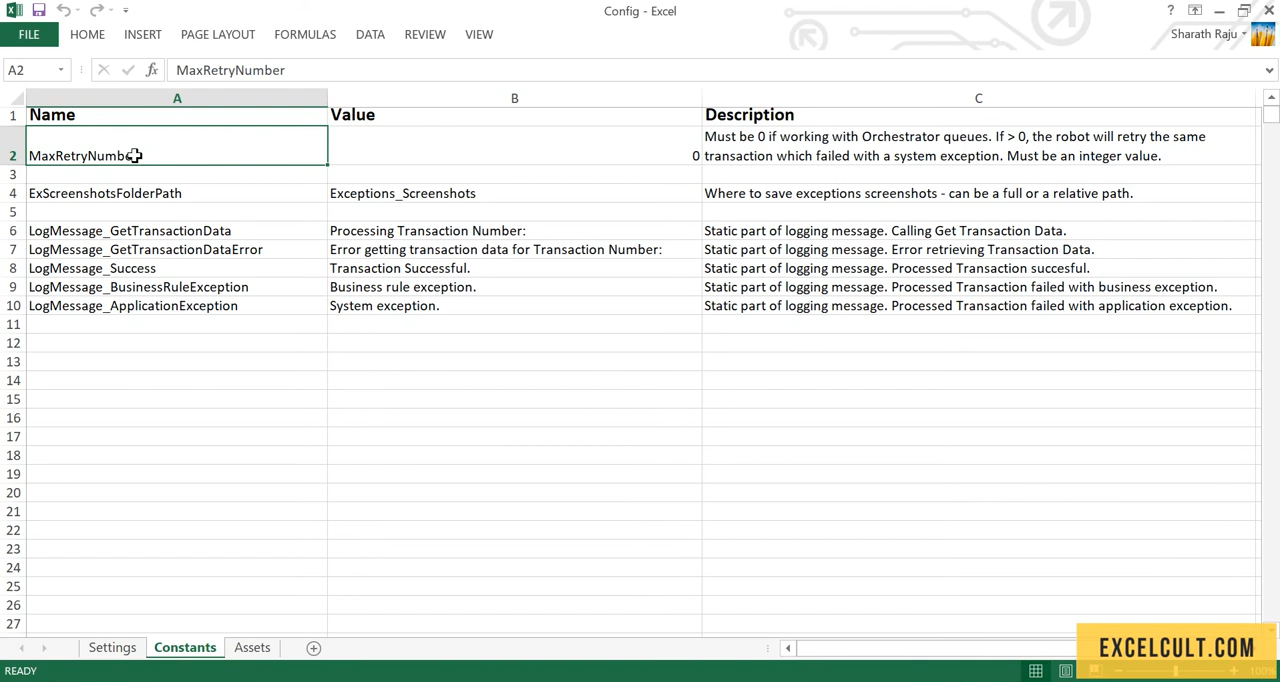 Config - Excel
?
FILE HOME INSERT PAGE LAYOUT FORMULAS DATA REVIEW VIEW Sharath Raju
A2 fx MaxRetryNumber
A B C
1 Name Value Description
Must be 0 if working with Orchestrator queues. If > 0, the robot will retry the same
2 MaxRetryNumbe 0 transaction which failed with a system exception. Must be an integer value.
3
4 ExScreenshotsFolderPath Exceptions_Screenshots Where to save exceptions screenshots - can be a full or a relative path.
5
6 LogMessage_GetTransactionData Processing Transaction Number: Static part of logging message. Calling Get Transaction Data.
7 LogMessage_GetTransactionDataError Error getting transaction data for Transaction Number: Static part of logging message. Error retrieving Transaction Data.
8 LogMessage_Success Transaction Successful. Static part of logging message. Processed Transaction succesful.
9 LogMessage_BusinessRuleException Business rule exception. Static part of logging message. Processed Transaction failed with business exception.
10 LogMessage_ApplicationException System exception. Static part of logging message. Processed Transaction failed with application exception.
11
12
13
14
15
16
17
18
19
20
21
22
23
24
25
26
27
Settings Constants Assets
EXCELCULT.COM
READY 100%